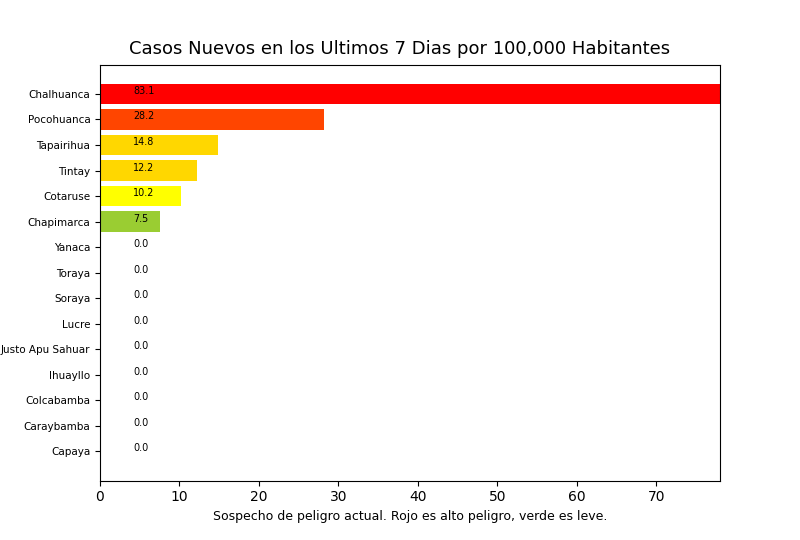 Casos Nuevos en los Ultimos 7 Dias por 100,000 Habitantes
Chalhuanca 83.1
Pocohuanca 28.2
Tapairihua 14.8
Tintay 12.2
Cotaruse 10.2
Chapimarca 7.5
Yanaca 0.0
Toraya 0.0
Soraya 0.0
Lucre 0.0
Justo Apu Sahuar 0.0
Ihuayllo 0.0
Colcabamba 0.0
Caraybamba 0.0
Capaya 0.0
0 10 20 30 40 50 60 70
Sospecho de peligro actual. Rojo es alto peligro, verde es leve.